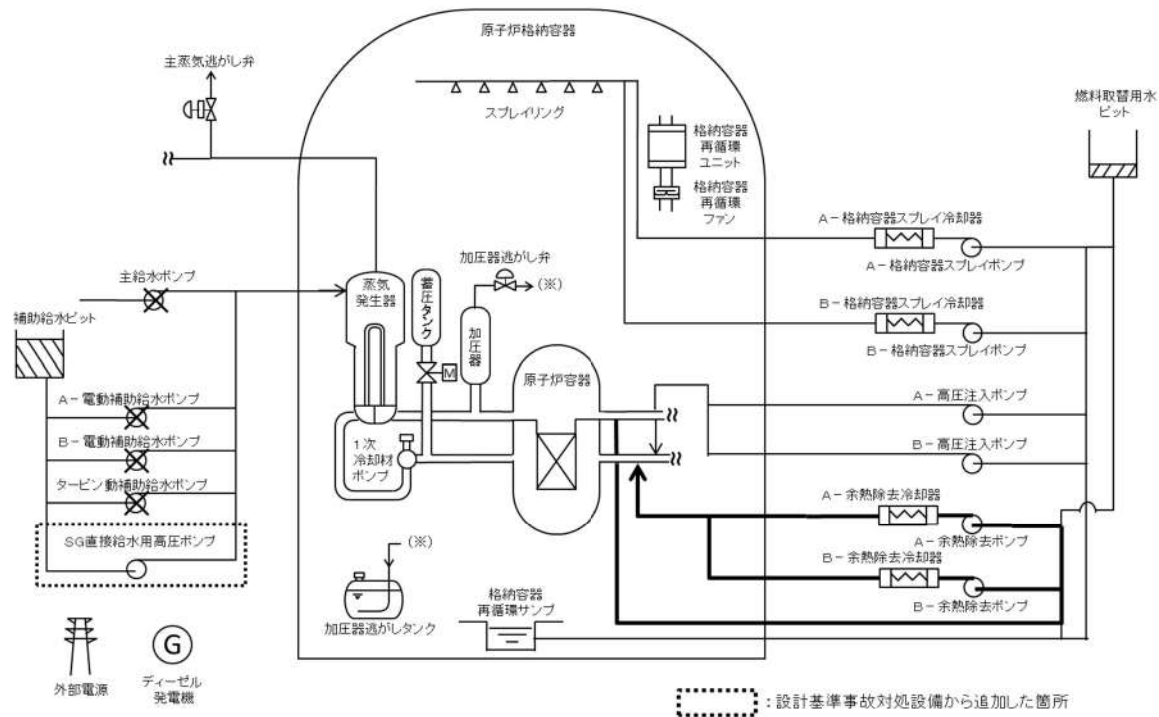 原子炉格納容器
主蒸気逃がし弁
スプレイリング
格納容器
再循環
ユニット
格納容器
再循環
ファン
燃料取替用水
ピット
A-格納容器スプレイ冷却器
A-格納容器スプレイポンプ
加圧器逃がし弁
(※)
主給水ポンプ
蒸気
発生器
蓄圧タンク
加圧器
M
補助給水ピット
B-格納容器スプレイ冷却器
B-格納容器スプレイポンプ
原子炉容器
A-電動補助給水ポンプ
A-高圧注入ポンプ
B-電動補助給水ポンプ
1次
冷却材
ポンプ
B-高圧注入ポンプ
タービン動補助給水ポンプ
A-余熱除去冷却器
A-余熱除去ポンプ
SG直接給水用高圧ポンプ
B-余熱除去冷却器
B-余熱除去ポンプ
(※)
加圧器逃がしタンク
格納容器
再循環サンプ
外部電源
G
ディーゼル
発電機
:設計基準事故対処設備から追加した箇所